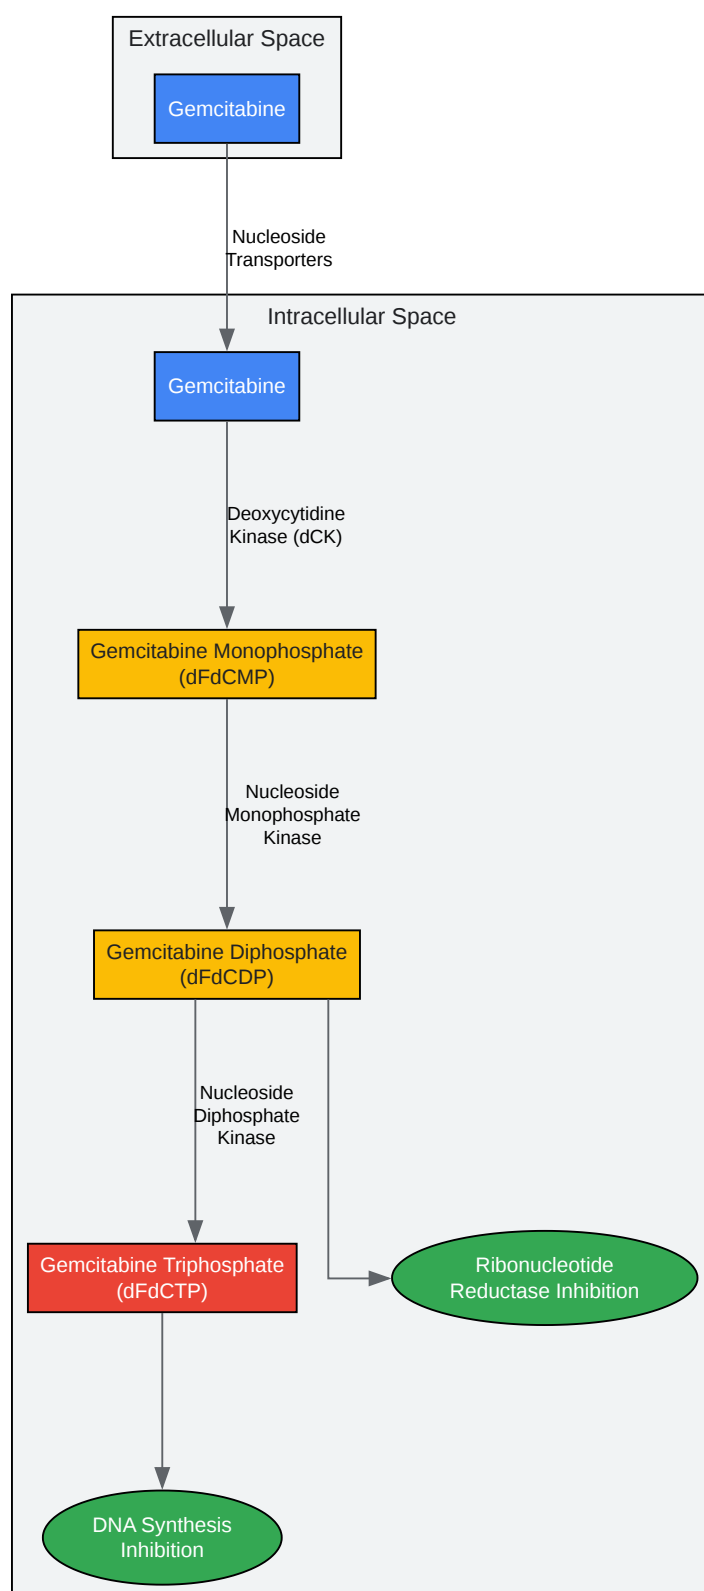 Extracellular Space
Gemcitabine
Nucleoside
Transporters
Intracellular Space
Gemcitabine
Deoxycytidine
Kinase (dCK)
Gemcitabine Monophosphate
(dFdCMP)
Nucleoside
Monophosphate
Kinase
Gemcitabine Diphosphate
(dFdCDP)
Nucleoside
Diphosphate
Kinase
Gemcitabine Triphosphate
(dFdCTP)
Ribonucleotide
Reductase Inhibition
DNA Synthesis
Inhibition